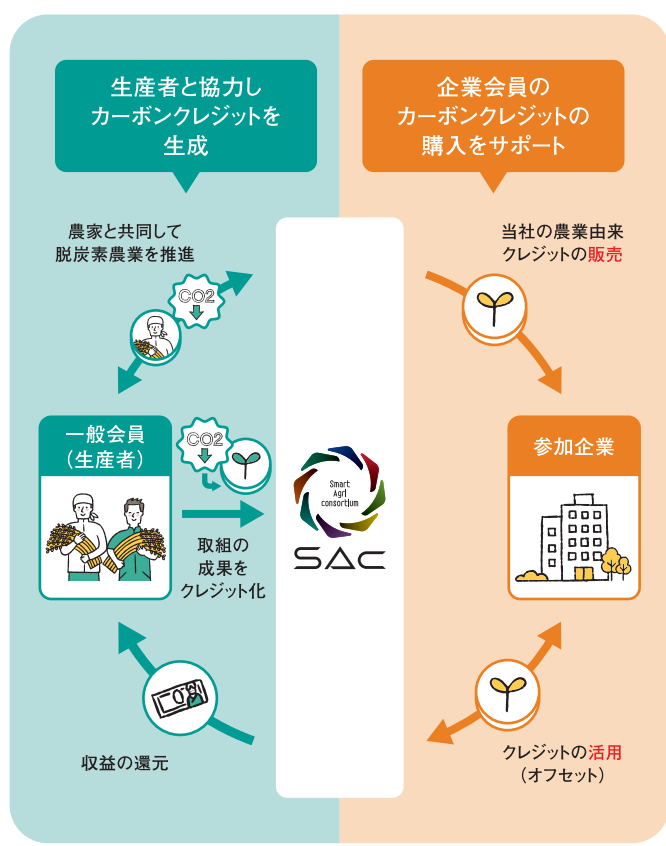 生産者と協力し
カーボンクレジットを
生成
企業会員の
カーボンクレジットの
購入をサポート
農家と共同して
脱炭素農業を推進
CO2
当社の農業由来
クレジットの販売
一般会員
(生産者)
CO2
取組の
成果を
クレジット化
Smart
Agri
consortium
SAC
参加企業
収益の還元
クレジットの活用
(オフセット)